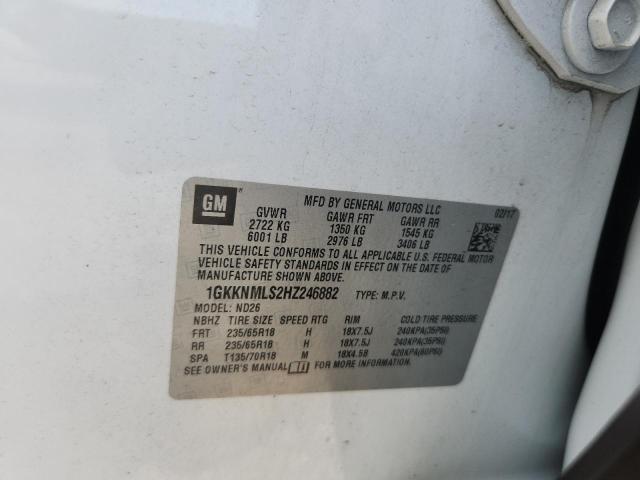 GM
MFD BY GENERAL MOTORS LLC 02/17
GVWR GAWR FRT GAWR RR
2722 KG 1350 KG 1545 KG
6001 LB 2976 LB 3406 LB
THIS VEHICLE CONFORMS TO ALL APPLICABLE U.S. FEDERAL MOTOR
VEHICLE SAFETY STANDARDS IN EFFECT ON THE DATE OF
MANUFACTURE SHOWN ABOVE.
1GKKNMLS2HZ246882 TYPE: M.P.V.
MODEL: ND26
NBHZ TIRE SIZE SPEED RTG RIM COLD TIRE PRESSURE
FRT 235/65R18 H 18X7.5J 240KPA(35PSI)
RR 235/65R18 H 18X7.5J 240KPA(35PSI)
SPA T135/70R18 M 18X4.5B 420KPA(60PSI)
SEE OWNER'S MANUAL FOR MORE INFORMATION.